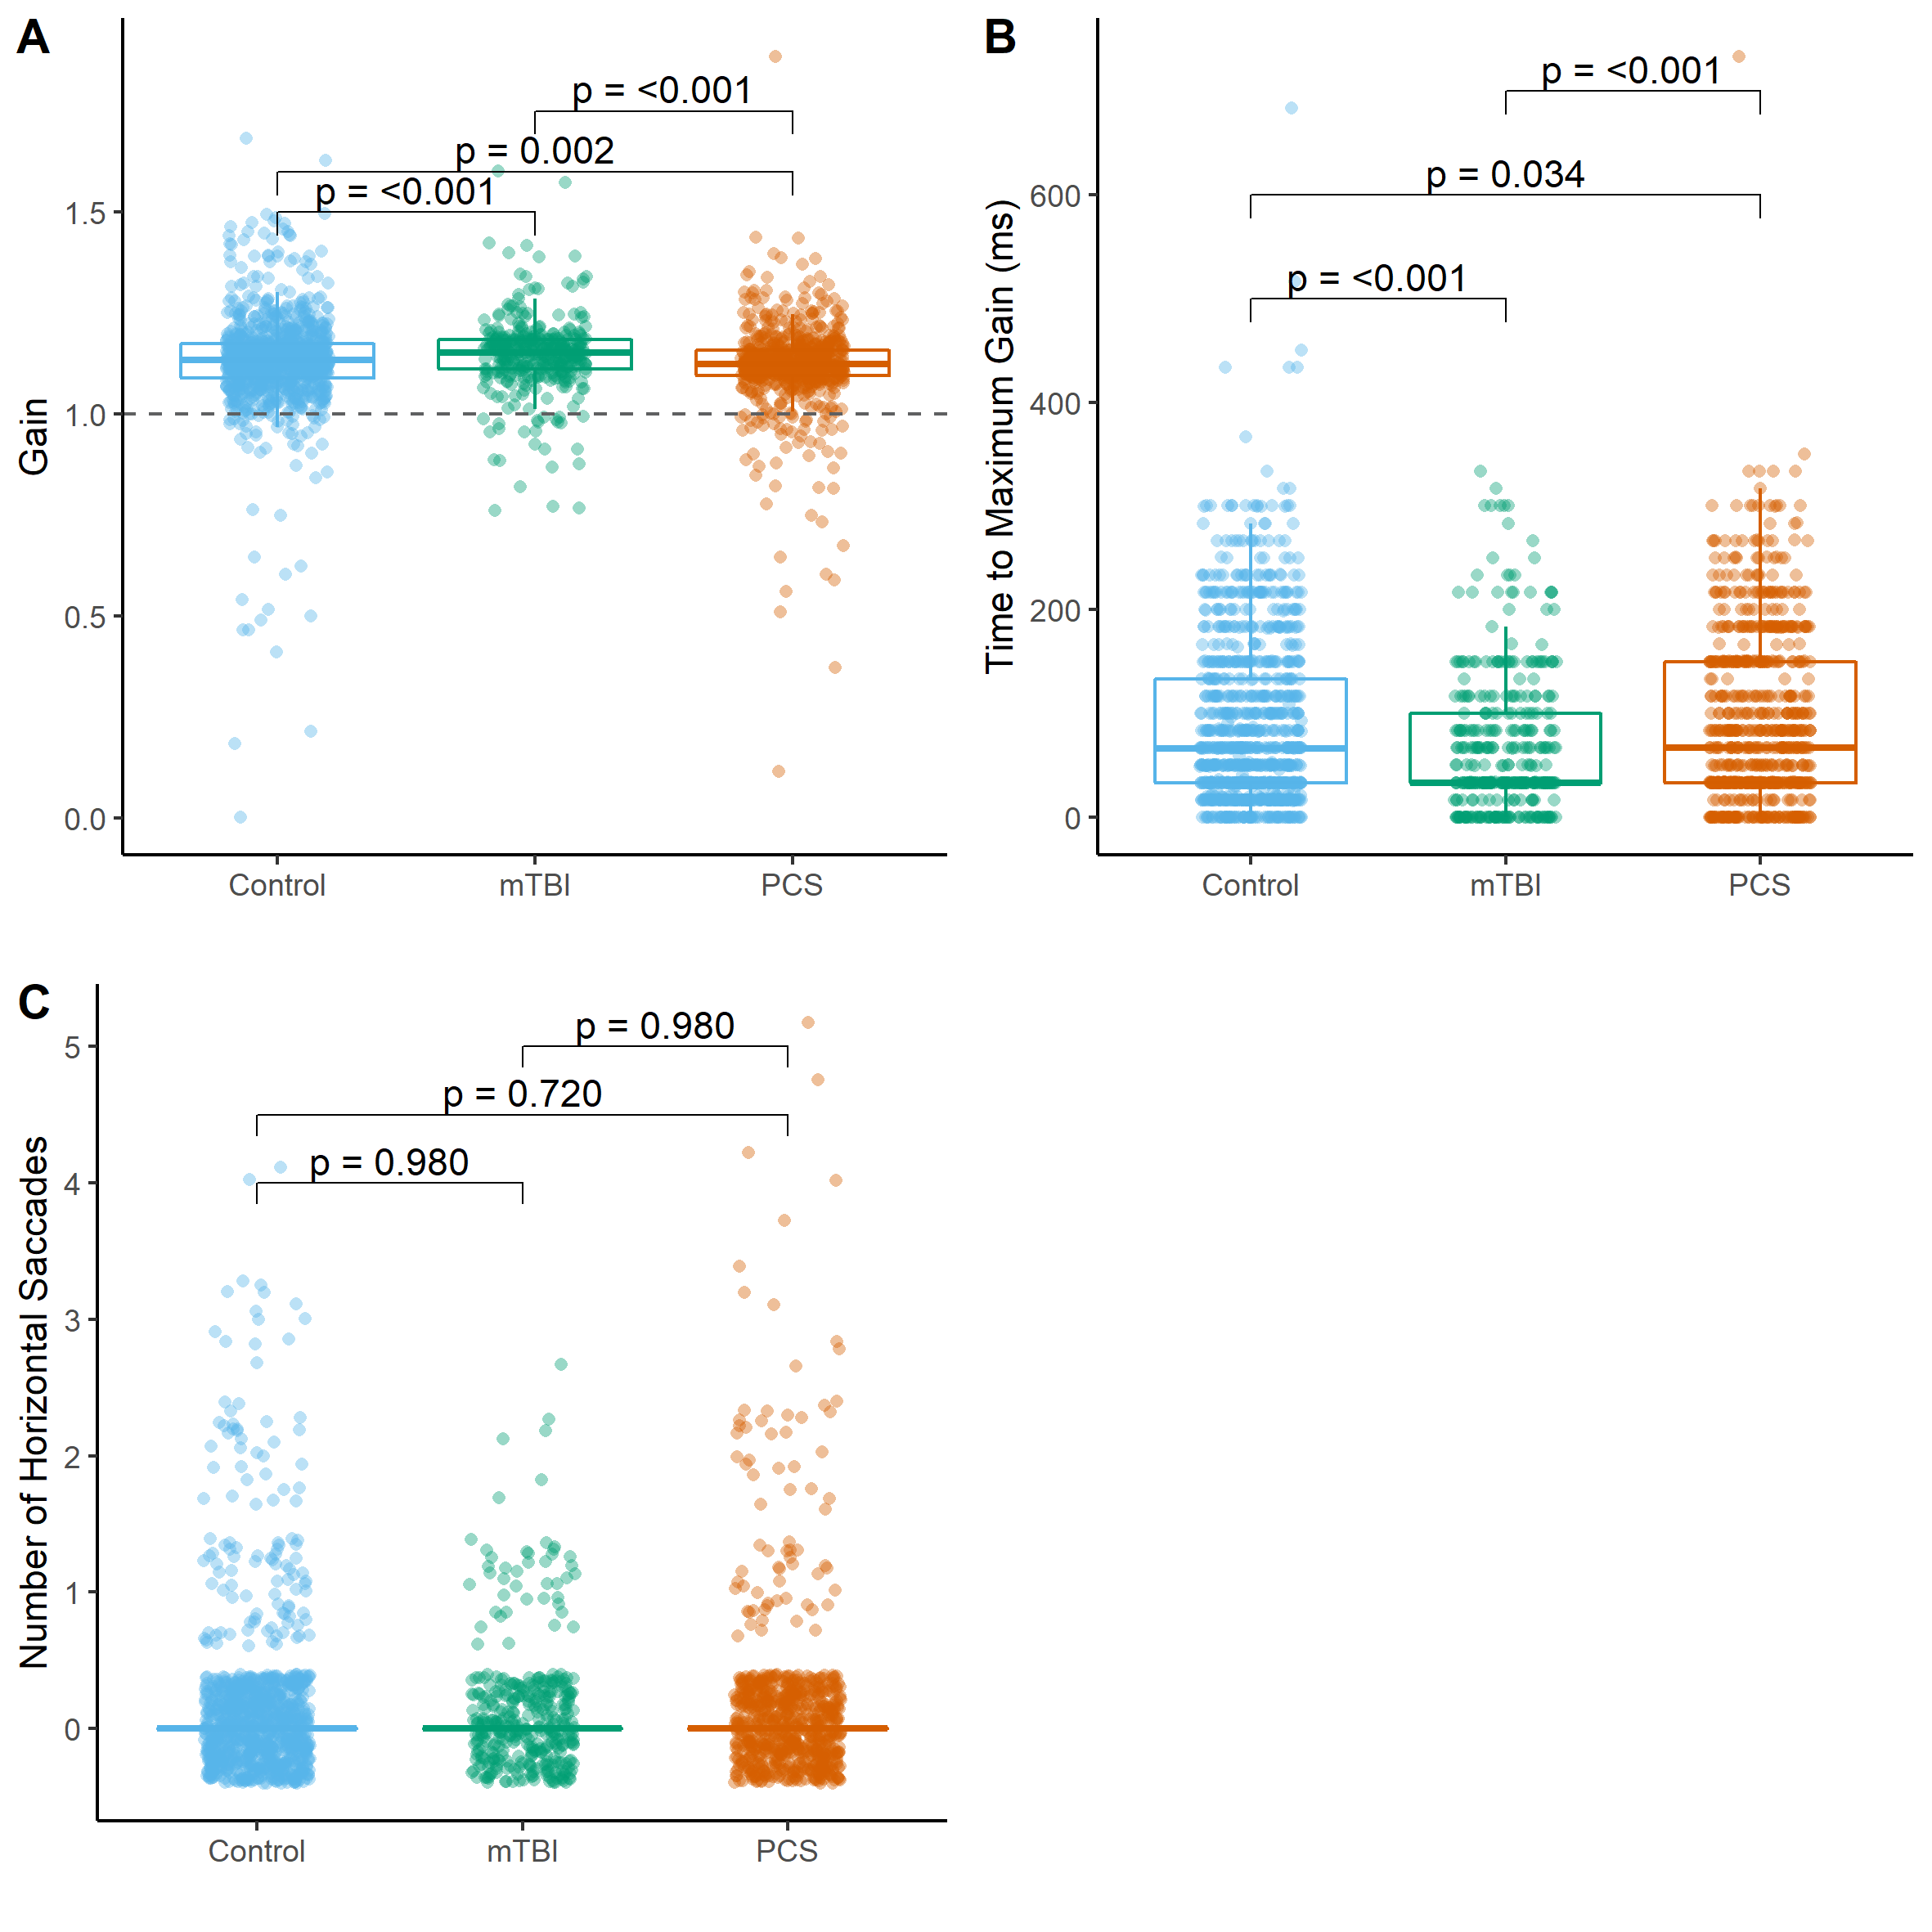 A
p = <0.001
p = 0.002
p = <0.001
1.5
1.0
0.5
0.0
Gain
Control
mTBI
PCS
B
p = <0.001
p = 0.034
p = <0.001
600
400
200
0
Time to Maximum Gain (ms)
Control
mTBI
PCS
C
p = 0.980
p = 0.720
p = 0.980
5
4
3
2
1
0
Number of Horizontal Saccades
Control
mTBI
PCS